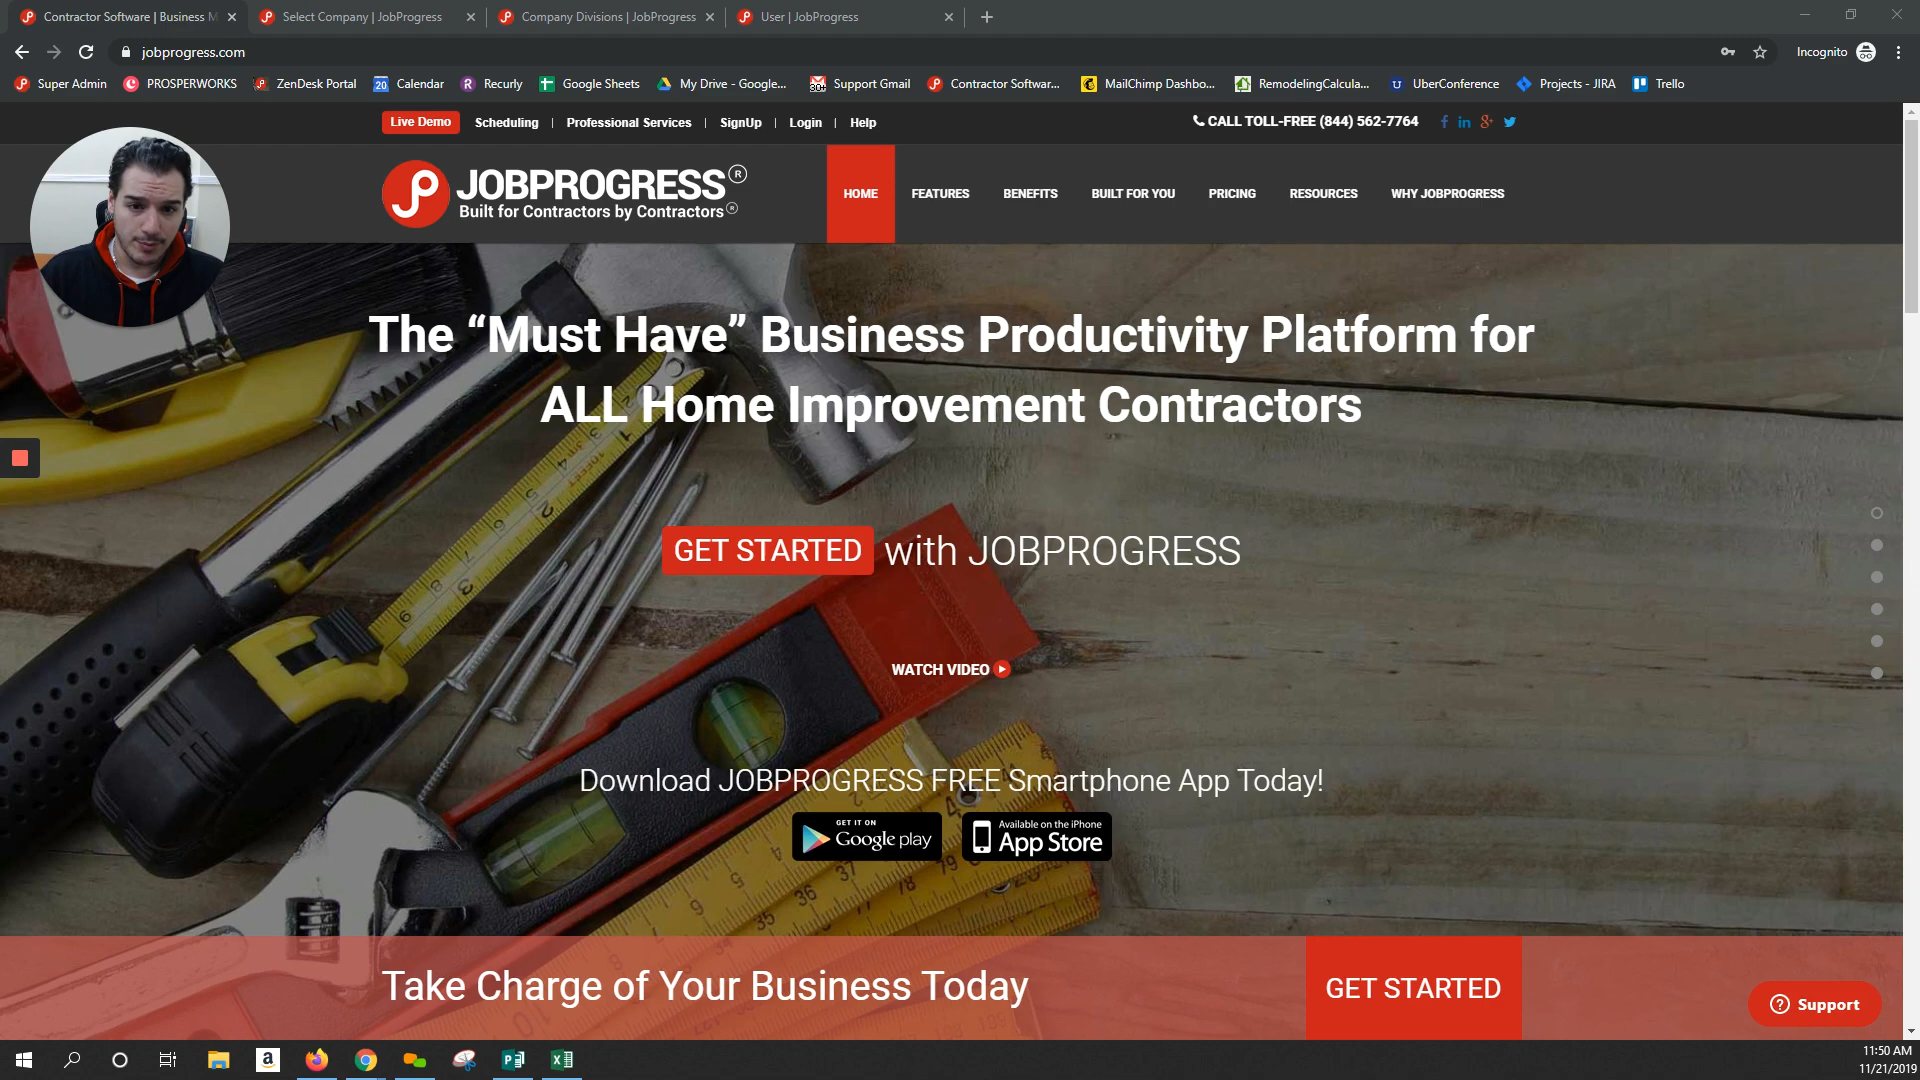 Contractor Software | Business M
Select Company | JobProgress
Company Divisions | JobProgress
User | JobProgress
jobprogress.com
Incognito
Super Admin
PROSPERWORKS
ZenDesk Portal
20
Calendar
R
Recurly
Google Sheets
My Drive - Google...
30+
Support Gmail
Contractor Softwar...
MailChimp Dashbo...
RemodelingCalcula...
U
UberConference
Projects - JIRA
Trello
Live Demo
Scheduling | Professional Services | SignUp | Login | Help
CALL TOLL-FREE (844) 562-7764
JOBPROGRESS®
Built for Contractors by Contractors®
HOME
FEATURES
BENEFITS
BUILT FOR YOU
PRICING
RESOURCES
WHY JOBPROGRESS
The “Must Have” Business Productivity Platform for
ALL Home Improvement Contractors
GET STARTED with JOBPROGRESS
WATCH VIDEO
Download JOBPROGRESS FREE Smartphone App Today!
GET IT ON
Google play
Available on the iPhone
App Store
Take Charge of Your Business Today
GET STARTED
Support
11:50 AM
11/21/2019